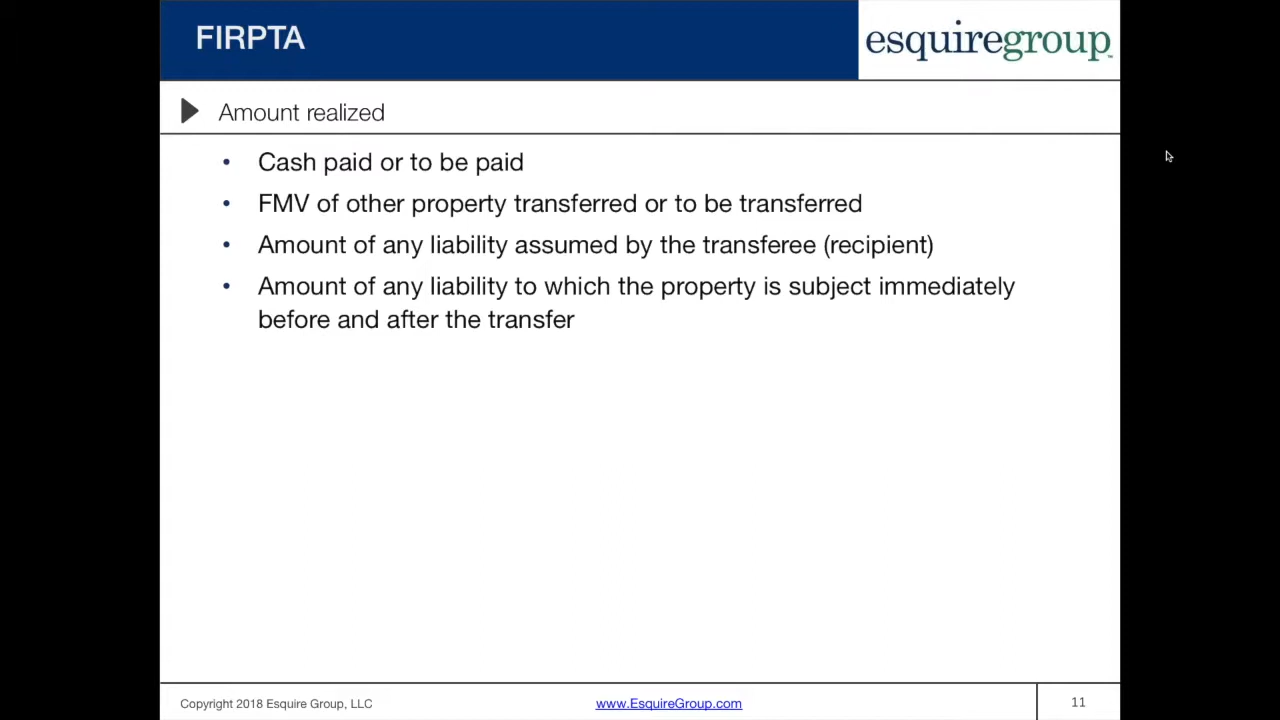 FIRPTA
esquiregroup™
Amount realized
• Cash paid or to be paid
• FMV of other property transferred or to be transferred
• Amount of any liability assumed by the transferee (recipient)
• Amount of any liability to which the property is subject immediately
before and after the transfer
Copyright 2018 Esquire Group, LLC
www.EsquireGroup.com
11